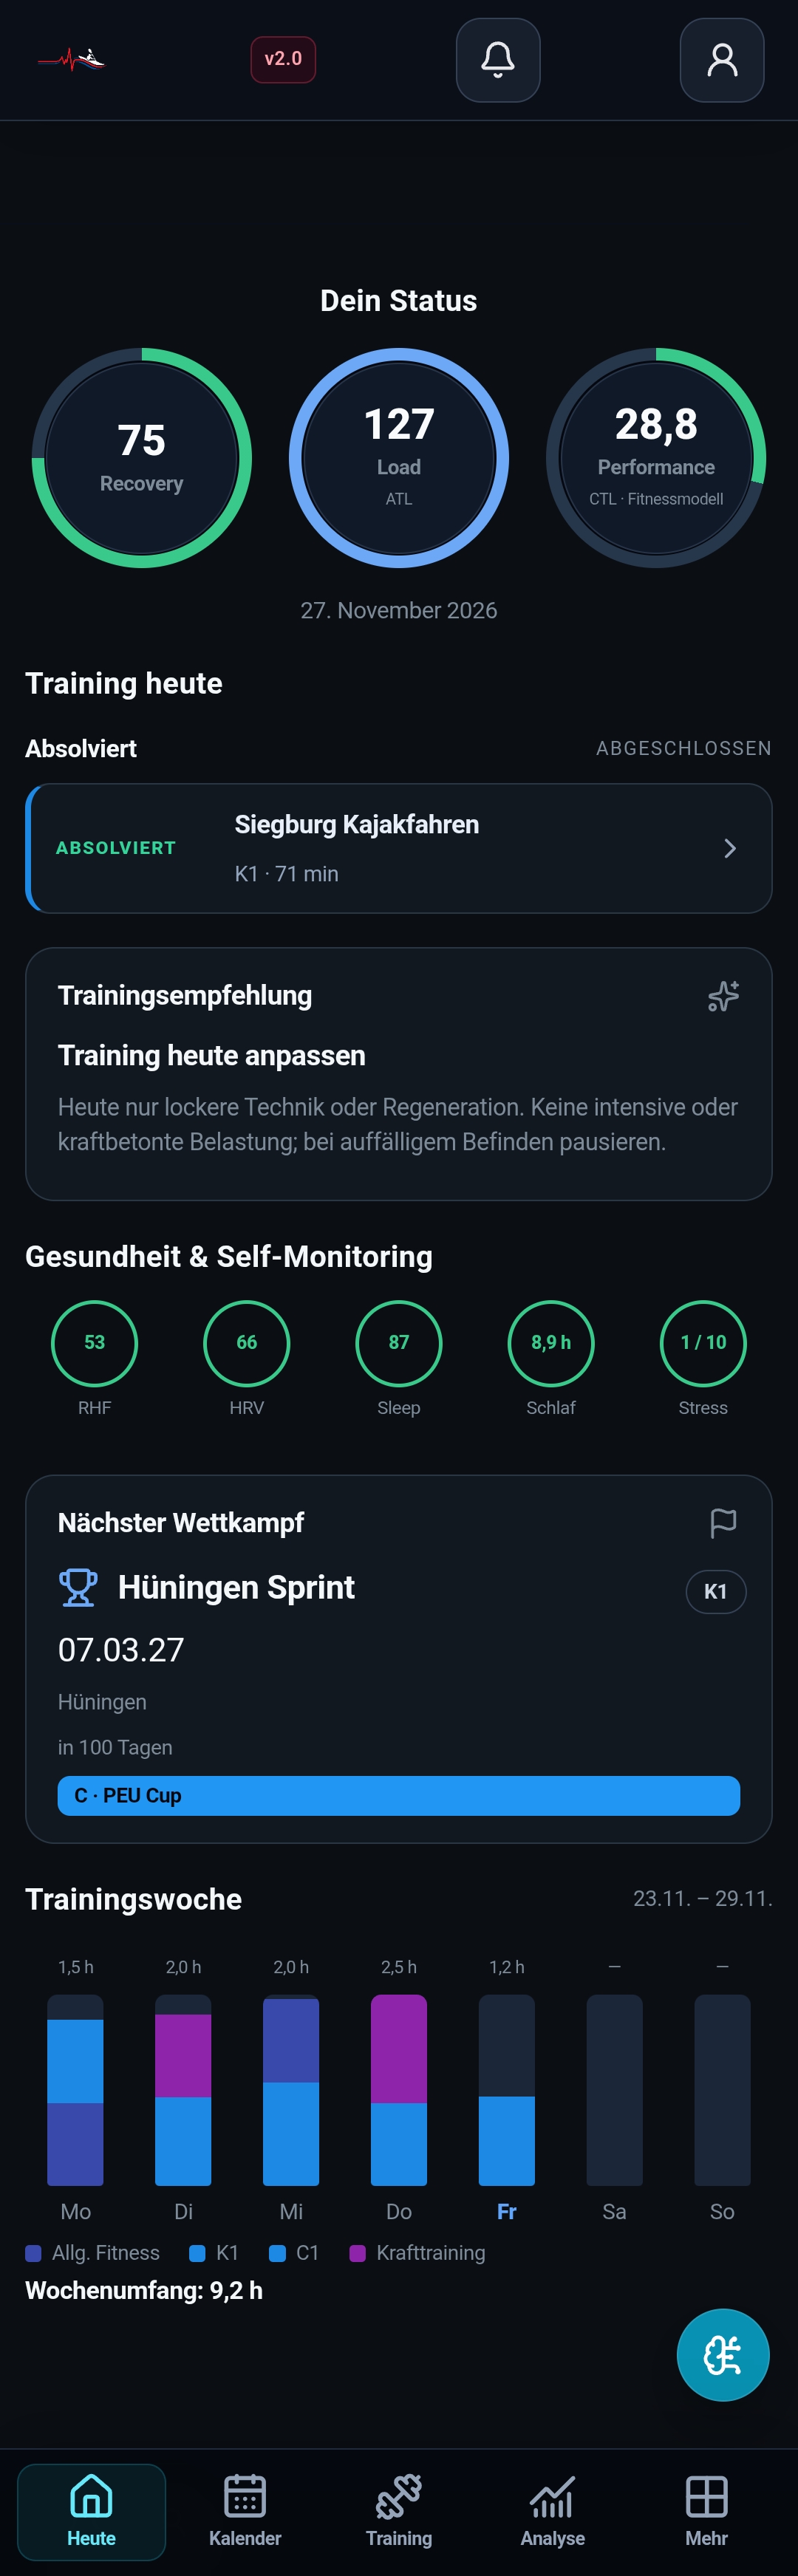 v2.0
Dein Status
75
Recovery
127
Load
ATL
28,8
Performance
CTL · Fitnessmodell
27. November 2026
Training heute
Absolviert
ABGESCHLOSSEN
ABSOLVIERT
Siegburg Kajakfahren
K1 · 71 min
Trainingsempfehlung
Training heute anpassen
Heute nur lockere Technik oder Regeneration. Keine intensive oder
kraftbetonte Belastung; bei auffälligem Befinden pausieren.
Gesundheit & Self-Monitoring
53
RHF
66
HRV
87
Sleep
8,9 h
Schlaf
1 / 10
Stress
Nächster Wettkampf
Hüningen Sprint
K1
07.03.27
Hüningen
in 100 Tagen
C · PEU Cup
Trainingswoche
23.11. – 29.11.
1,5 h 2,0 h 2,0 h 2,5 h 1,2 h — —
Mo Di Mi Do Fr Sa So
Allg. Fitness K1 C1 Krafttraining
Wochenumfang: 9,2 h
Heute Kalender Training Analyse Mehr